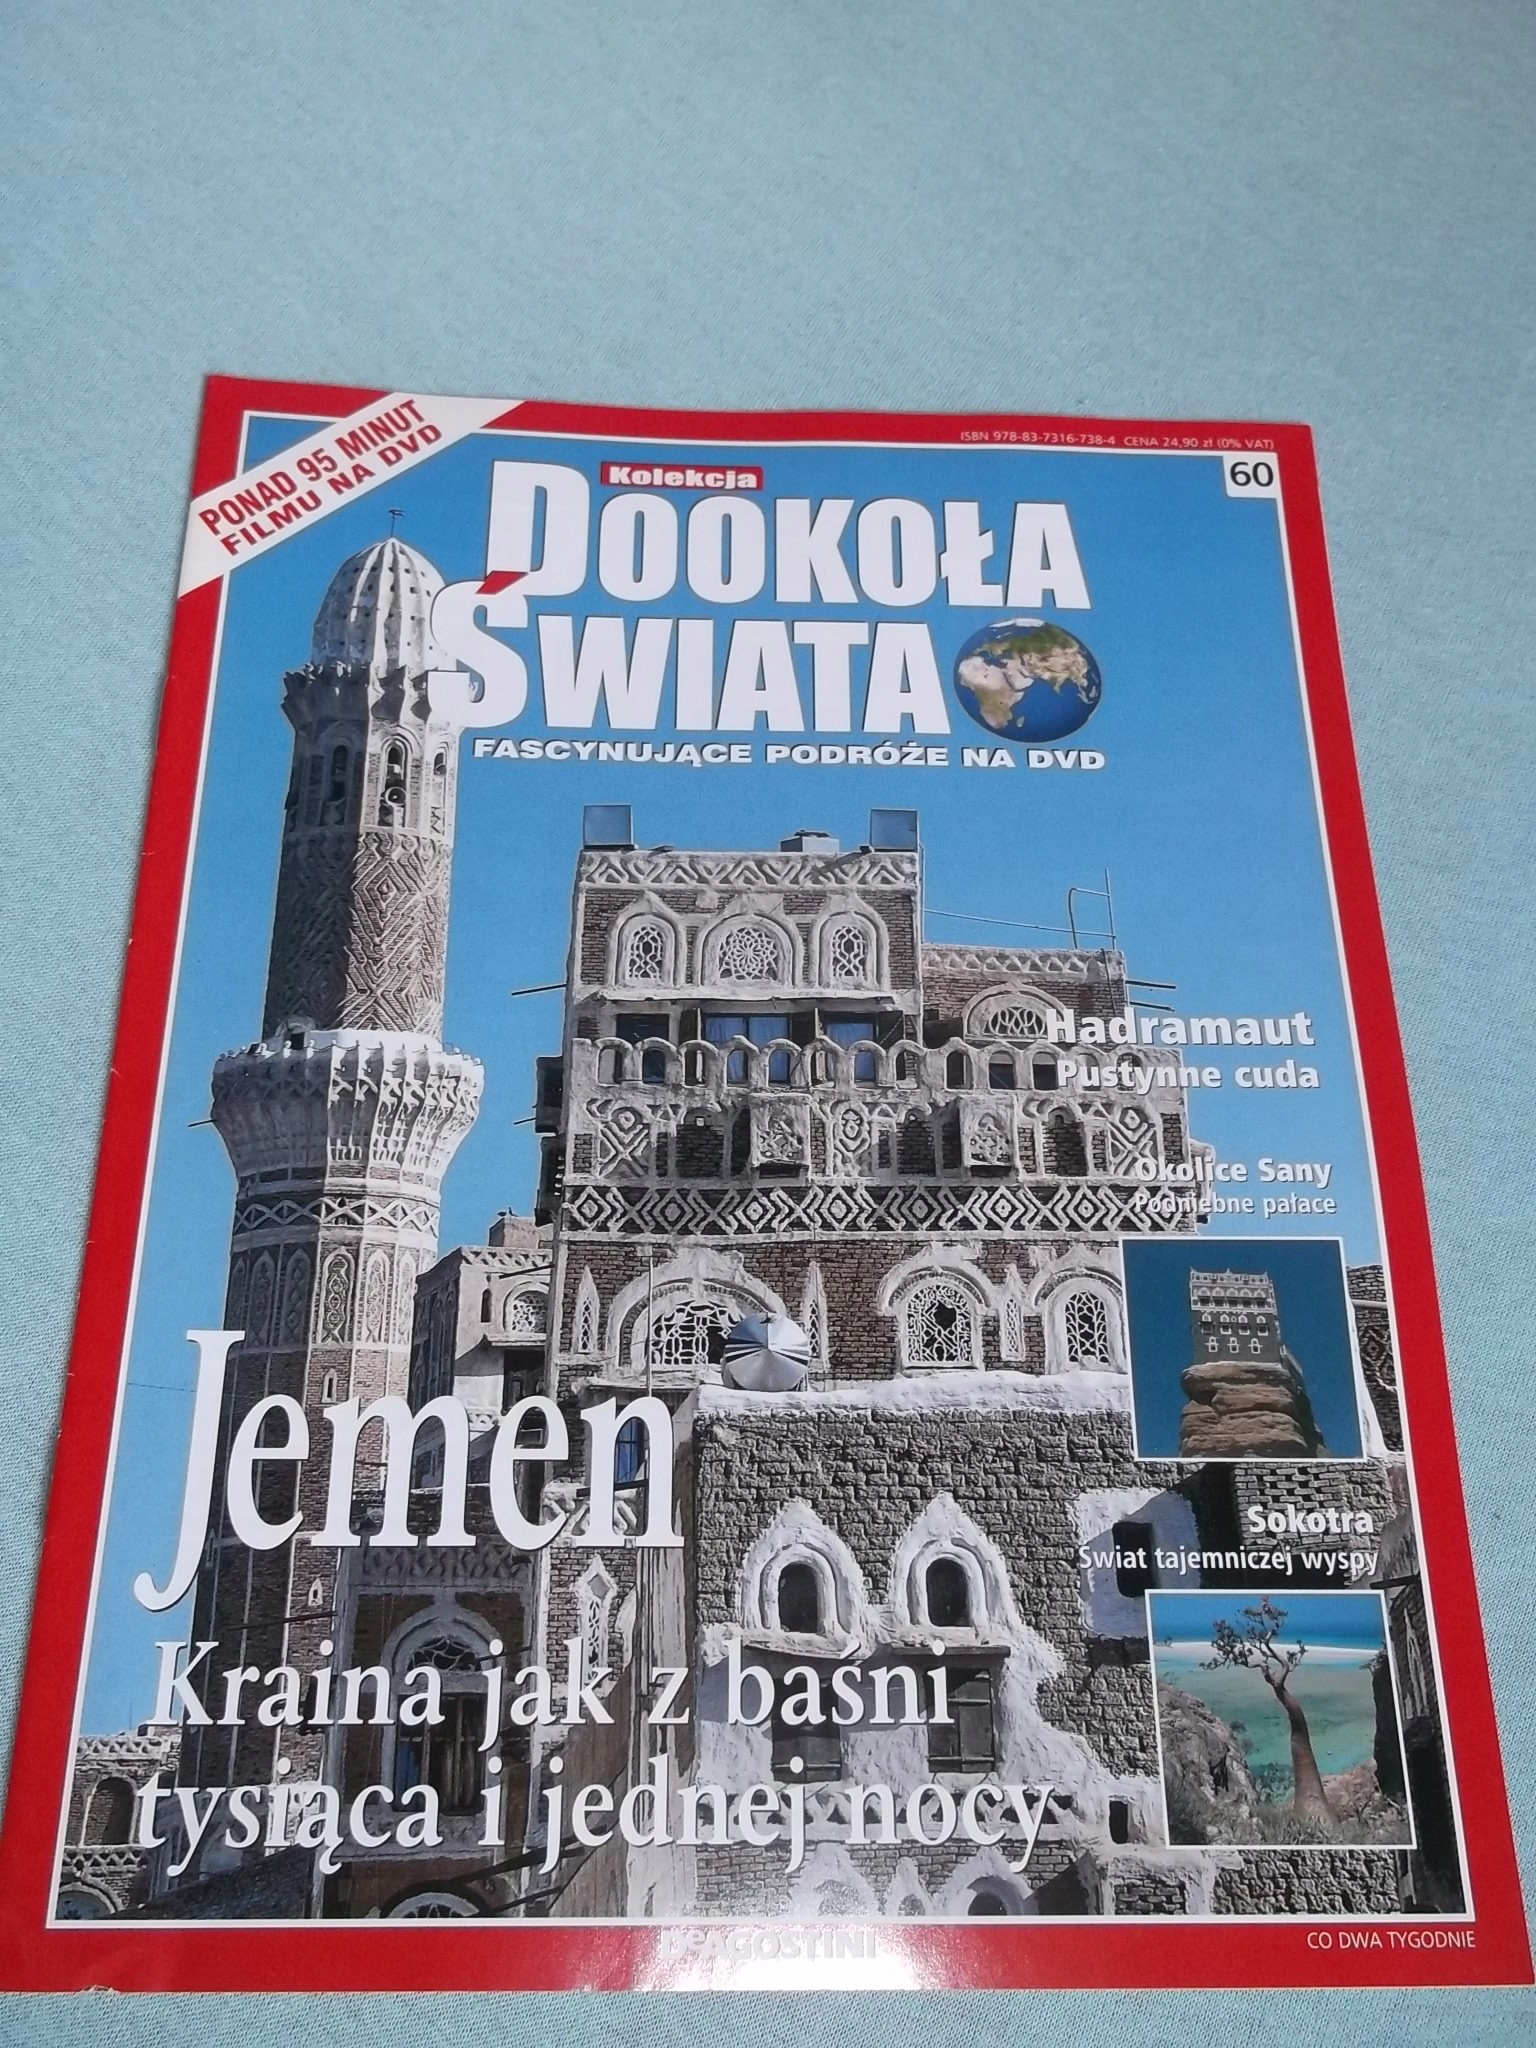 PONAD 95 MINUT
FILMU NA DVD
ISBN 978-83-7316-738-4 CENA 24,90 zł (0% VAT)
60
Kolekcja
DOOKOŁA
ŚWIATA
FASCYNUJĄCE PODRÓŻE NA DVD
Hadramaut
Pustynne cuda
Okolice Sany
Podniebne pałace
Sokotra
Świat tajemniczej wyspy
Jemen
Kraina jak z baśni
tysiąca i jednej nocy
DeAGOSTINI
CO DWA TYGODNIE